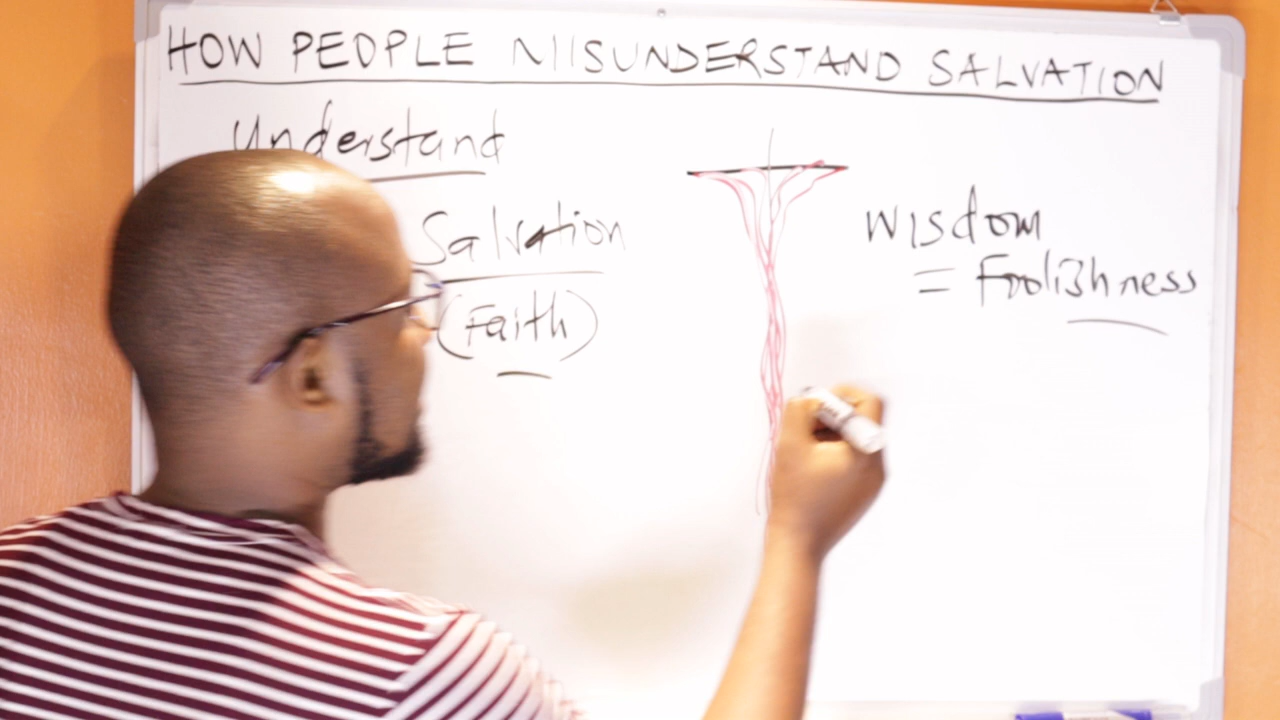 HOW PEOPLE MISUNDERSTAND SALVATION
Understand
Salvation
(Faith)
Wisdom
= Foolishness